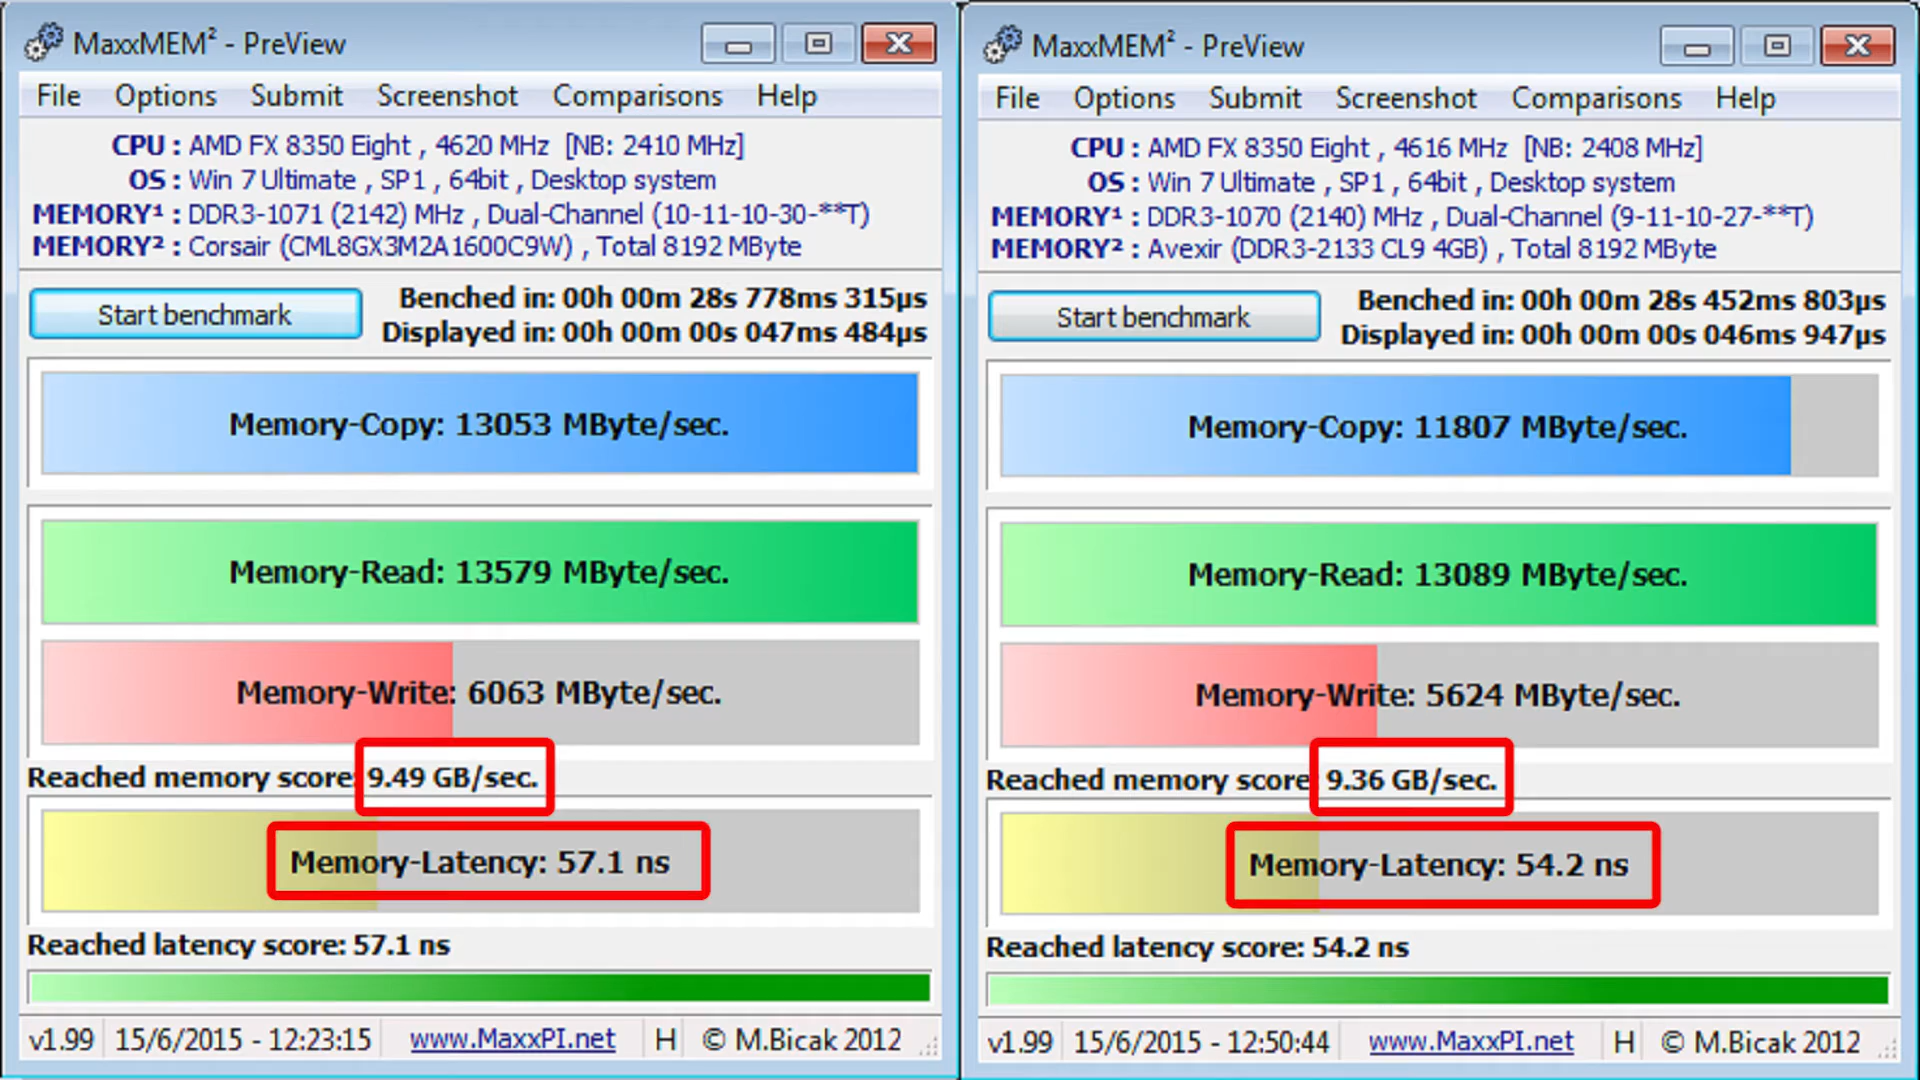 MaxxMEM² - PreView
File Options Submit Screenshot Comparisons Help
CPU : AMD FX 8350 Eight , 4620 MHz [NB: 2410 MHz]
OS : Win 7 Ultimate , SP1 , 64bit , Desktop system
MEMORY¹ : DDR3-1071 (2142) MHz , Dual-Channel (10-11-10-30-**T)
MEMORY² : Corsair (CML8GX3M2A1600C9W) , Total 8192 MByte
Start benchmark
Benched in: 00h 00m 28s 778ms 315µs
Displayed in: 00h 00m 00s 047ms 484µs
Memory-Copy: 13053 MByte/sec.
Memory-Read: 13579 MByte/sec.
Memory-Write: 6063 MByte/sec.
Reached memory score: 9.49 GB/sec.
Memory-Latency: 57.1 ns
Reached latency score: 57.1 ns
v1.99 15/6/2015 - 12:23:15 www.MaxxPI.net H © M.Bicak 2012
MaxxMEM² - PreView
File Options Submit Screenshot Comparisons Help
CPU : AMD FX 8350 Eight , 4616 MHz [NB: 2408 MHz]
OS : Win 7 Ultimate , SP1 , 64bit , Desktop system
MEMORY¹ : DDR3-1070 (2140) MHz , Dual-Channel (9-11-10-27-**T)
MEMORY² : Avexir (DDR3-2133 CL9 4GB) , Total 8192 MByte
Start benchmark
Benched in: 00h 00m 28s 452ms 803µs
Displayed in: 00h 00m 00s 046ms 947µs
Memory-Copy: 11807 MByte/sec.
Memory-Read: 13089 MByte/sec.
Memory-Write: 5624 MByte/sec.
Reached memory score 9.36 GB/sec.
Memory-Latency: 54.2 ns
Reached latency score: 54.2 ns
v1.99 15/6/2015 - 12:50:44 www.MaxxPI.net H © M.Bicak 2012